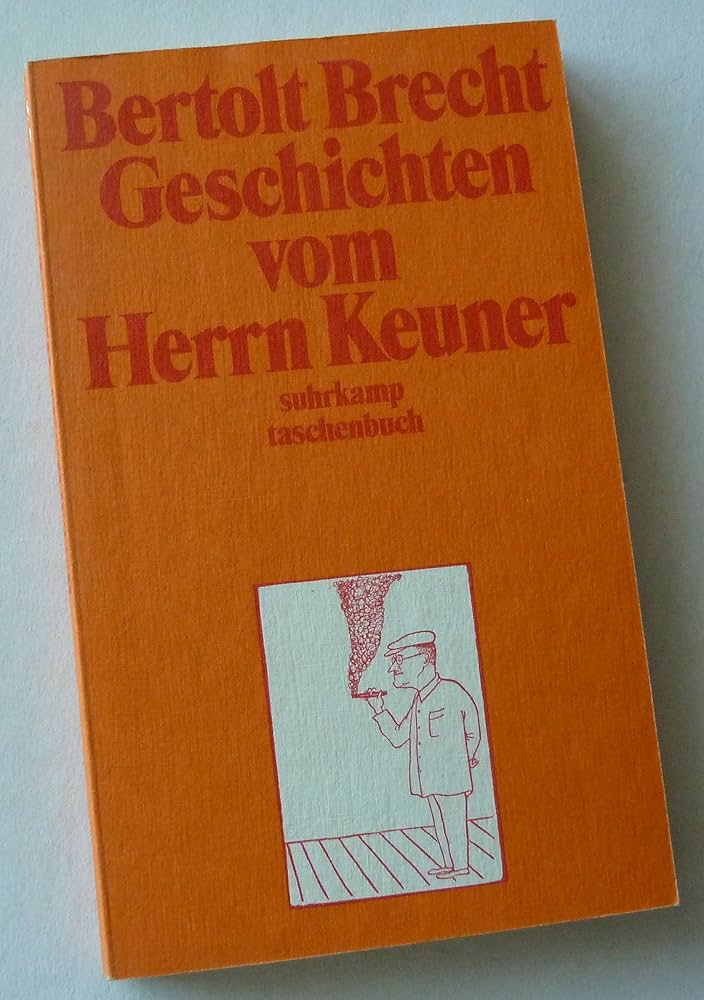 Bertolt Brecht
Geschichten
vom
Herrn Keuner
suhrkamp
taschenbuch